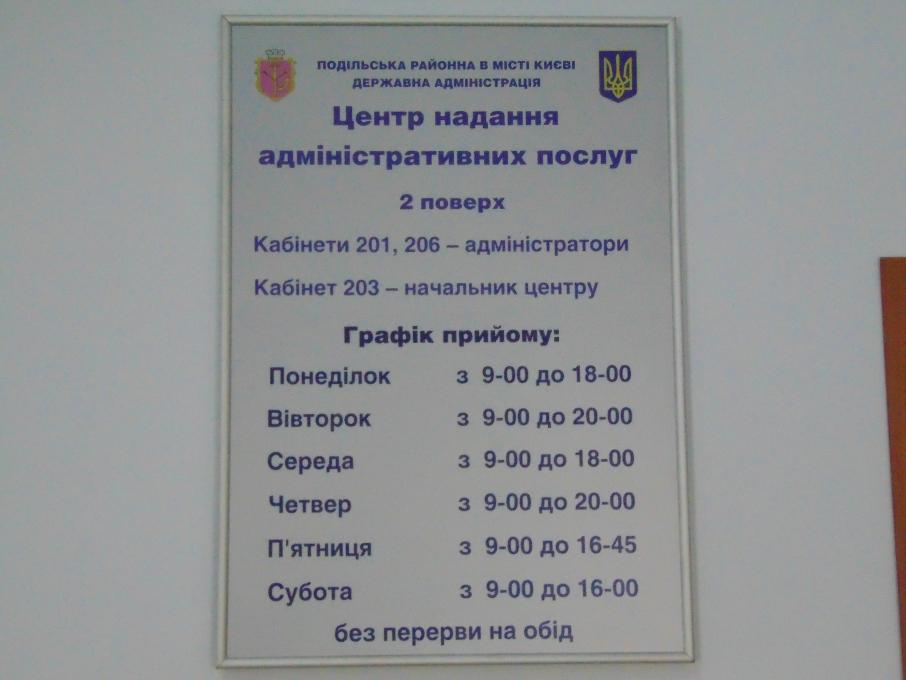 ПОДІЛЬСЬКА РАЙОННА В МІСТІ КИЄВІ
ДЕРЖАВНА АДМІНІСТРАЦІЯ
Центр надання
адміністративних послуг
2 поверх
Кабінети 201, 206 – адміністратори
Кабінет 203 – начальник центру
Графік прийому:
Понеділок з 9-00 до 18-00
Вівторок з 9-00 до 20-00
Середа з 9-00 до 18-00
Четвер з 9-00 до 20-00
П'ятниця з 9-00 до 16-45
Субота з 9-00 до 16-00
без перерви на обід